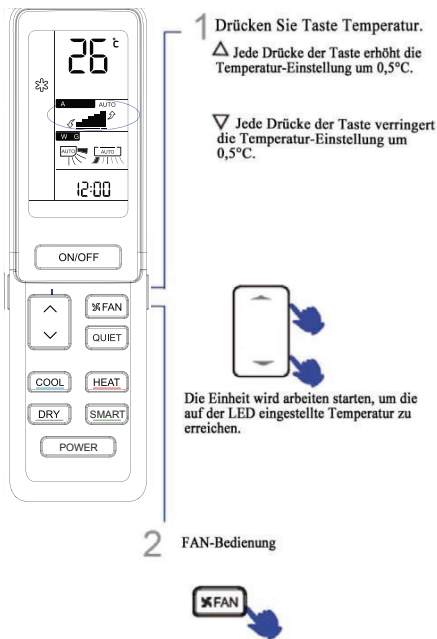 26 °c
A AUTO
W G
AUTO AUTO
12:00
ON/OFF
FAN
QUIET
COOL HEAT
DRY SMART
POWER
1 Drücken Sie Taste Temperatur.
△ Jede Drücke der Taste erhöht die
Temperatur-Einstellung um 0,5°C.
▽ Jede Drücke der Taste verringert
die Temperatur-Einstellung um
0,5°C.
Die Einheit wird arbeiten starten, um die
auf der LED eingestellte Temperatur zu
erreichen.
2 FAN-Bedienung
FAN